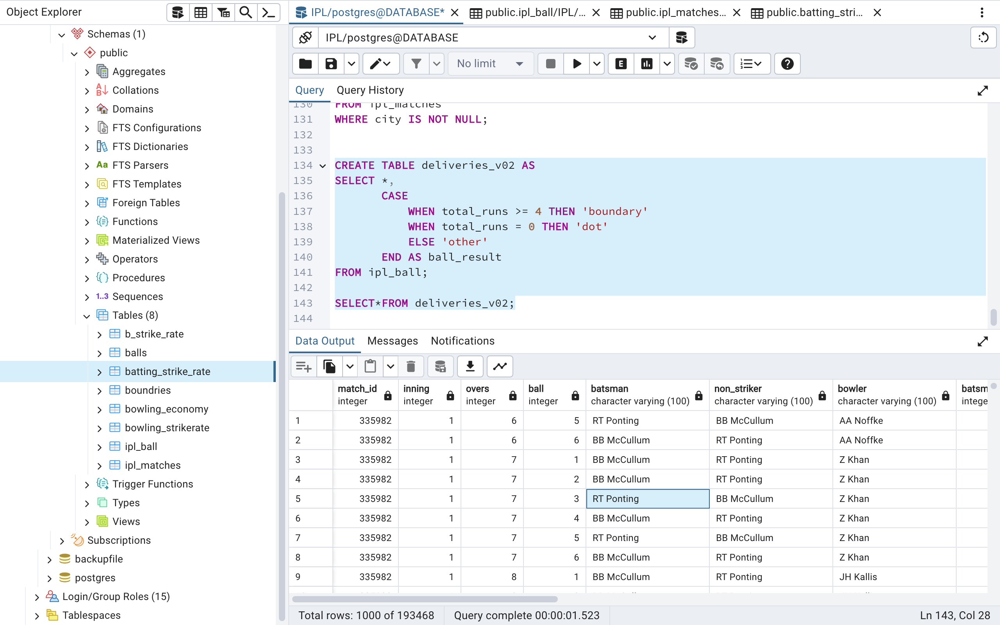 Object Explorer
Schemas (1)
public
Aggregates
Collations
Domains
FTS Configurations
FTS Dictionaries
Aa FTS Parsers
FTS Templates
Foreign Tables
Functions
Materialized Views
Operators
Procedures
1..3 Sequences
Tables (8)
b_strike_rate
balls
batting_strike_rate
boundries
bowling_economy
bowling_strikerate
ipl_ball
ipl_matches
Trigger Functions
Types
Views
Subscriptions
backupfile
postgres
Login/Group Roles (15)
Tablespaces
IPL/postgres@DATABASE* public.ipl_ball/IPL/... public.ipl_matches... public.batting_stri...
IPL/postgres@DATABASE
No limit
E
Query Query History
130 FROM ipl_matches
131 WHERE city IS NOT NULL;
132
133
134 CREATE TABLE deliveries_v02 AS
135 SELECT *,
136 CASE
137 WHEN total_runs >= 4 THEN 'boundary'
138 WHEN total_runs = 0 THEN 'dot'
139 ELSE 'other'
140 END AS ball_result
141 FROM ipl_ball;
142
143 SELECT*FROM deliveries_v02;
144
Data Output Messages Notifications
match_id inning overs ball batsman non_striker bowler batsm
integer integer integer integer character varying (100) character varying (100) character varying (100) intege
1 335982 1 6 5 RT Ponting BB McCullum AA Noffke
2 335982 1 6 6 BB McCullum RT Ponting AA Noffke
3 335982 1 7 1 BB McCullum RT Ponting Z Khan
4 335982 1 7 2 BB McCullum RT Ponting Z Khan
5 335982 1 7 3 RT Ponting BB McCullum Z Khan
6 335982 1 7 4 BB McCullum RT Ponting Z Khan
7 335982 1 7 5 RT Ponting BB McCullum Z Khan
8 335982 1 7 6 BB McCullum RT Ponting Z Khan
9 335982 1 8 1 BB McCullum RT Ponting JH Kallis
Total rows: 1000 of 193468 Query complete 00:00:01.523 Ln 143, Col 28